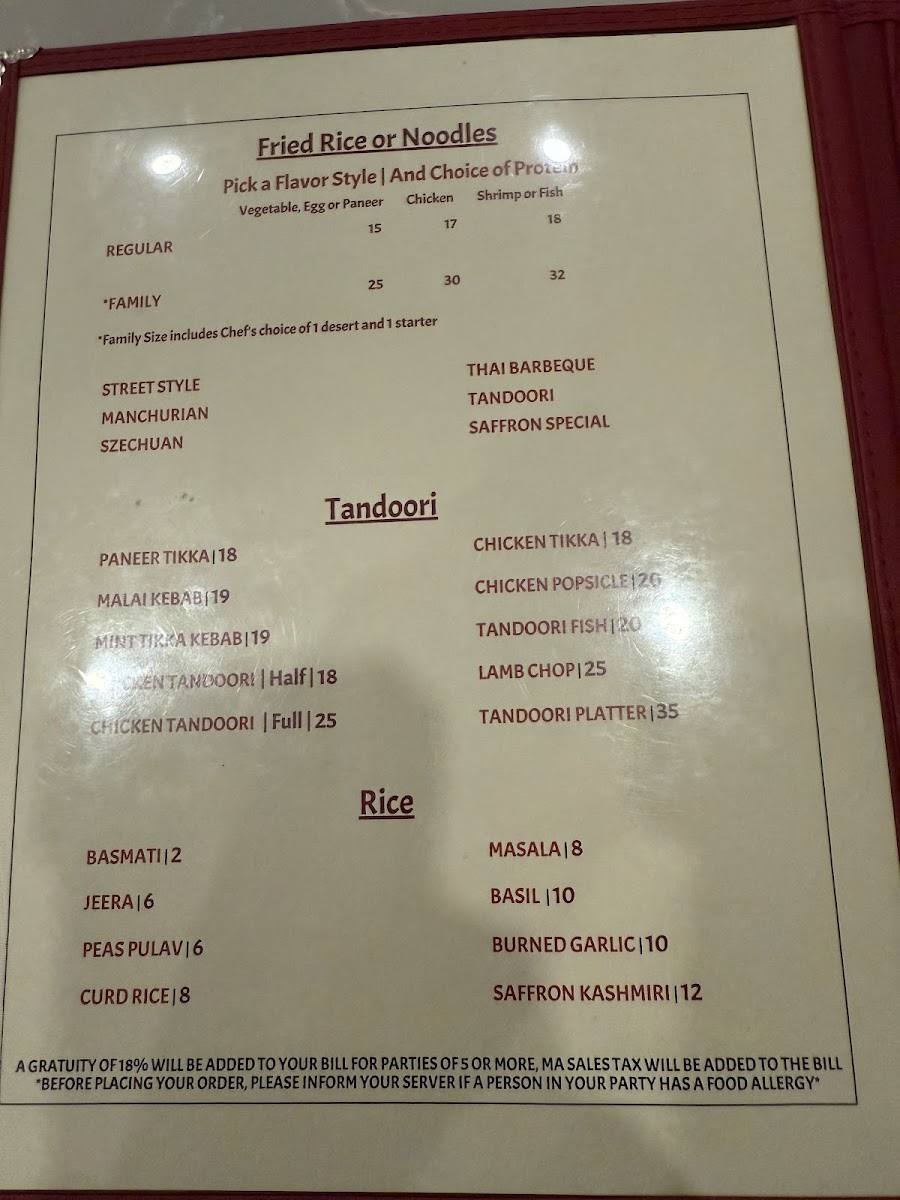 Fried Rice or Noodles
Pick a Flavor Style | And Choice of Protein
Vegetable, Egg or Paneer Chicken Shrimp or Fish
REGULAR 15 17 18
*FAMILY 25 30 32
*Family Size includes Chef's choice of 1 desert and 1 starter
STREET STYLE
MANCHURIAN
SZECHUAN
THAI BARBEQUE
TANDOORI
SAFFRON SPECIAL
Tandoori
PANEER TIKKA | 18
MALAI KEBAB | 19
MINT TIKKA KEBAB | 19
CHICKEN TANDOORI | Half | 18
CHICKEN TANDOORI | Full | 25
CHICKEN TIKKA | 18
CHICKEN POPSICLE | 20
TANDOORI FISH | 20
LAMB CHOP | 25
TANDOORI PLATTER | 35
Rice
BASMATI | 2
JEERA | 6
PEAS PULAV | 6
CURD RICE | 8
MASALA | 8
BASIL | 10
BURNED GARLIC | 10
SAFFRON KASHMIRI | 12
A GRATUITY OF 18% WILL BE ADDED TO YOUR BILL FOR PARTIES OF 5 OR MORE, MA SALES TAX WILL BE ADDED TO THE BILL
*BEFORE PLACING YOUR ORDER, PLEASE INFORM YOUR SERVER IF A PERSON IN YOUR PARTY HAS A FOOD ALLERGY*